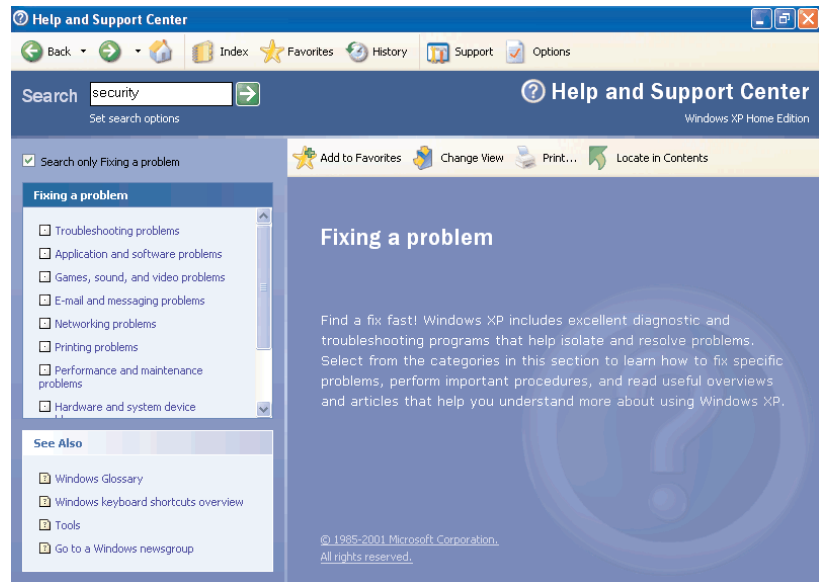 Help and Support Center
Back
Index
Favorites
History
Support
Options
Search
security
Set search options
Help and Support Center
Windows XP Home Edition
Search only Fixing a problem
Add to Favorites
Change View
Print...
Locate in Contents
Fixing a problem
Troubleshooting problems
Application and software problems
Games, sound, and video problems
E-mail and messaging problems
Networking problems
Printing problems
Performance and maintenance
problems
Hardware and system device
See Also
Windows Glossary
Windows keyboard shortcuts overview
Tools
Go to a Windows newsgroup
Fixing a problem
Find a fix fast! Windows XP includes excellent diagnostic and
troubleshooting programs that help isolate and resolve problems.
Select from the categories in this section to learn how to fix specific
problems, perform important procedures, and read useful overviews
and articles that help you understand more about using Windows XP.
© 1985-2001 Microsoft Corporation.
All rights reserved.